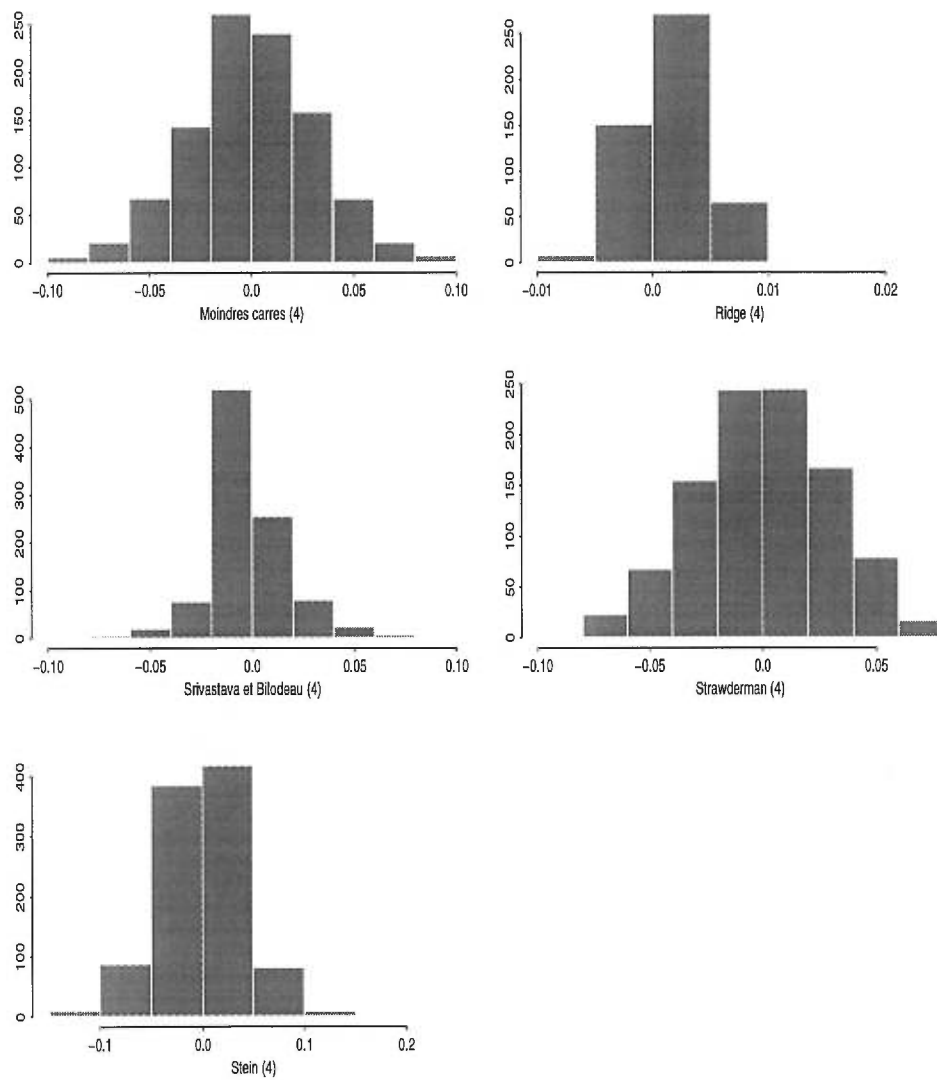 250
200
150
100
50
0
-0.10 -0.05 0.0 0.05 0.10
Moindres carres (4)
250
200
150
100
50
0
-0.01 0.0 0.01 0.02
Ridge (4)
500
400
300
200
100
0
-0.10 -0.05 0.0 0.05 0.10
Srivastava et Bilodeau (4)
250
200
150
100
50
0
-0.10 -0.05 0.0 0.05
Strawderman (4)
400
300
200
100
0
-0.1 0.0 0.1 0.2
Stein (4)